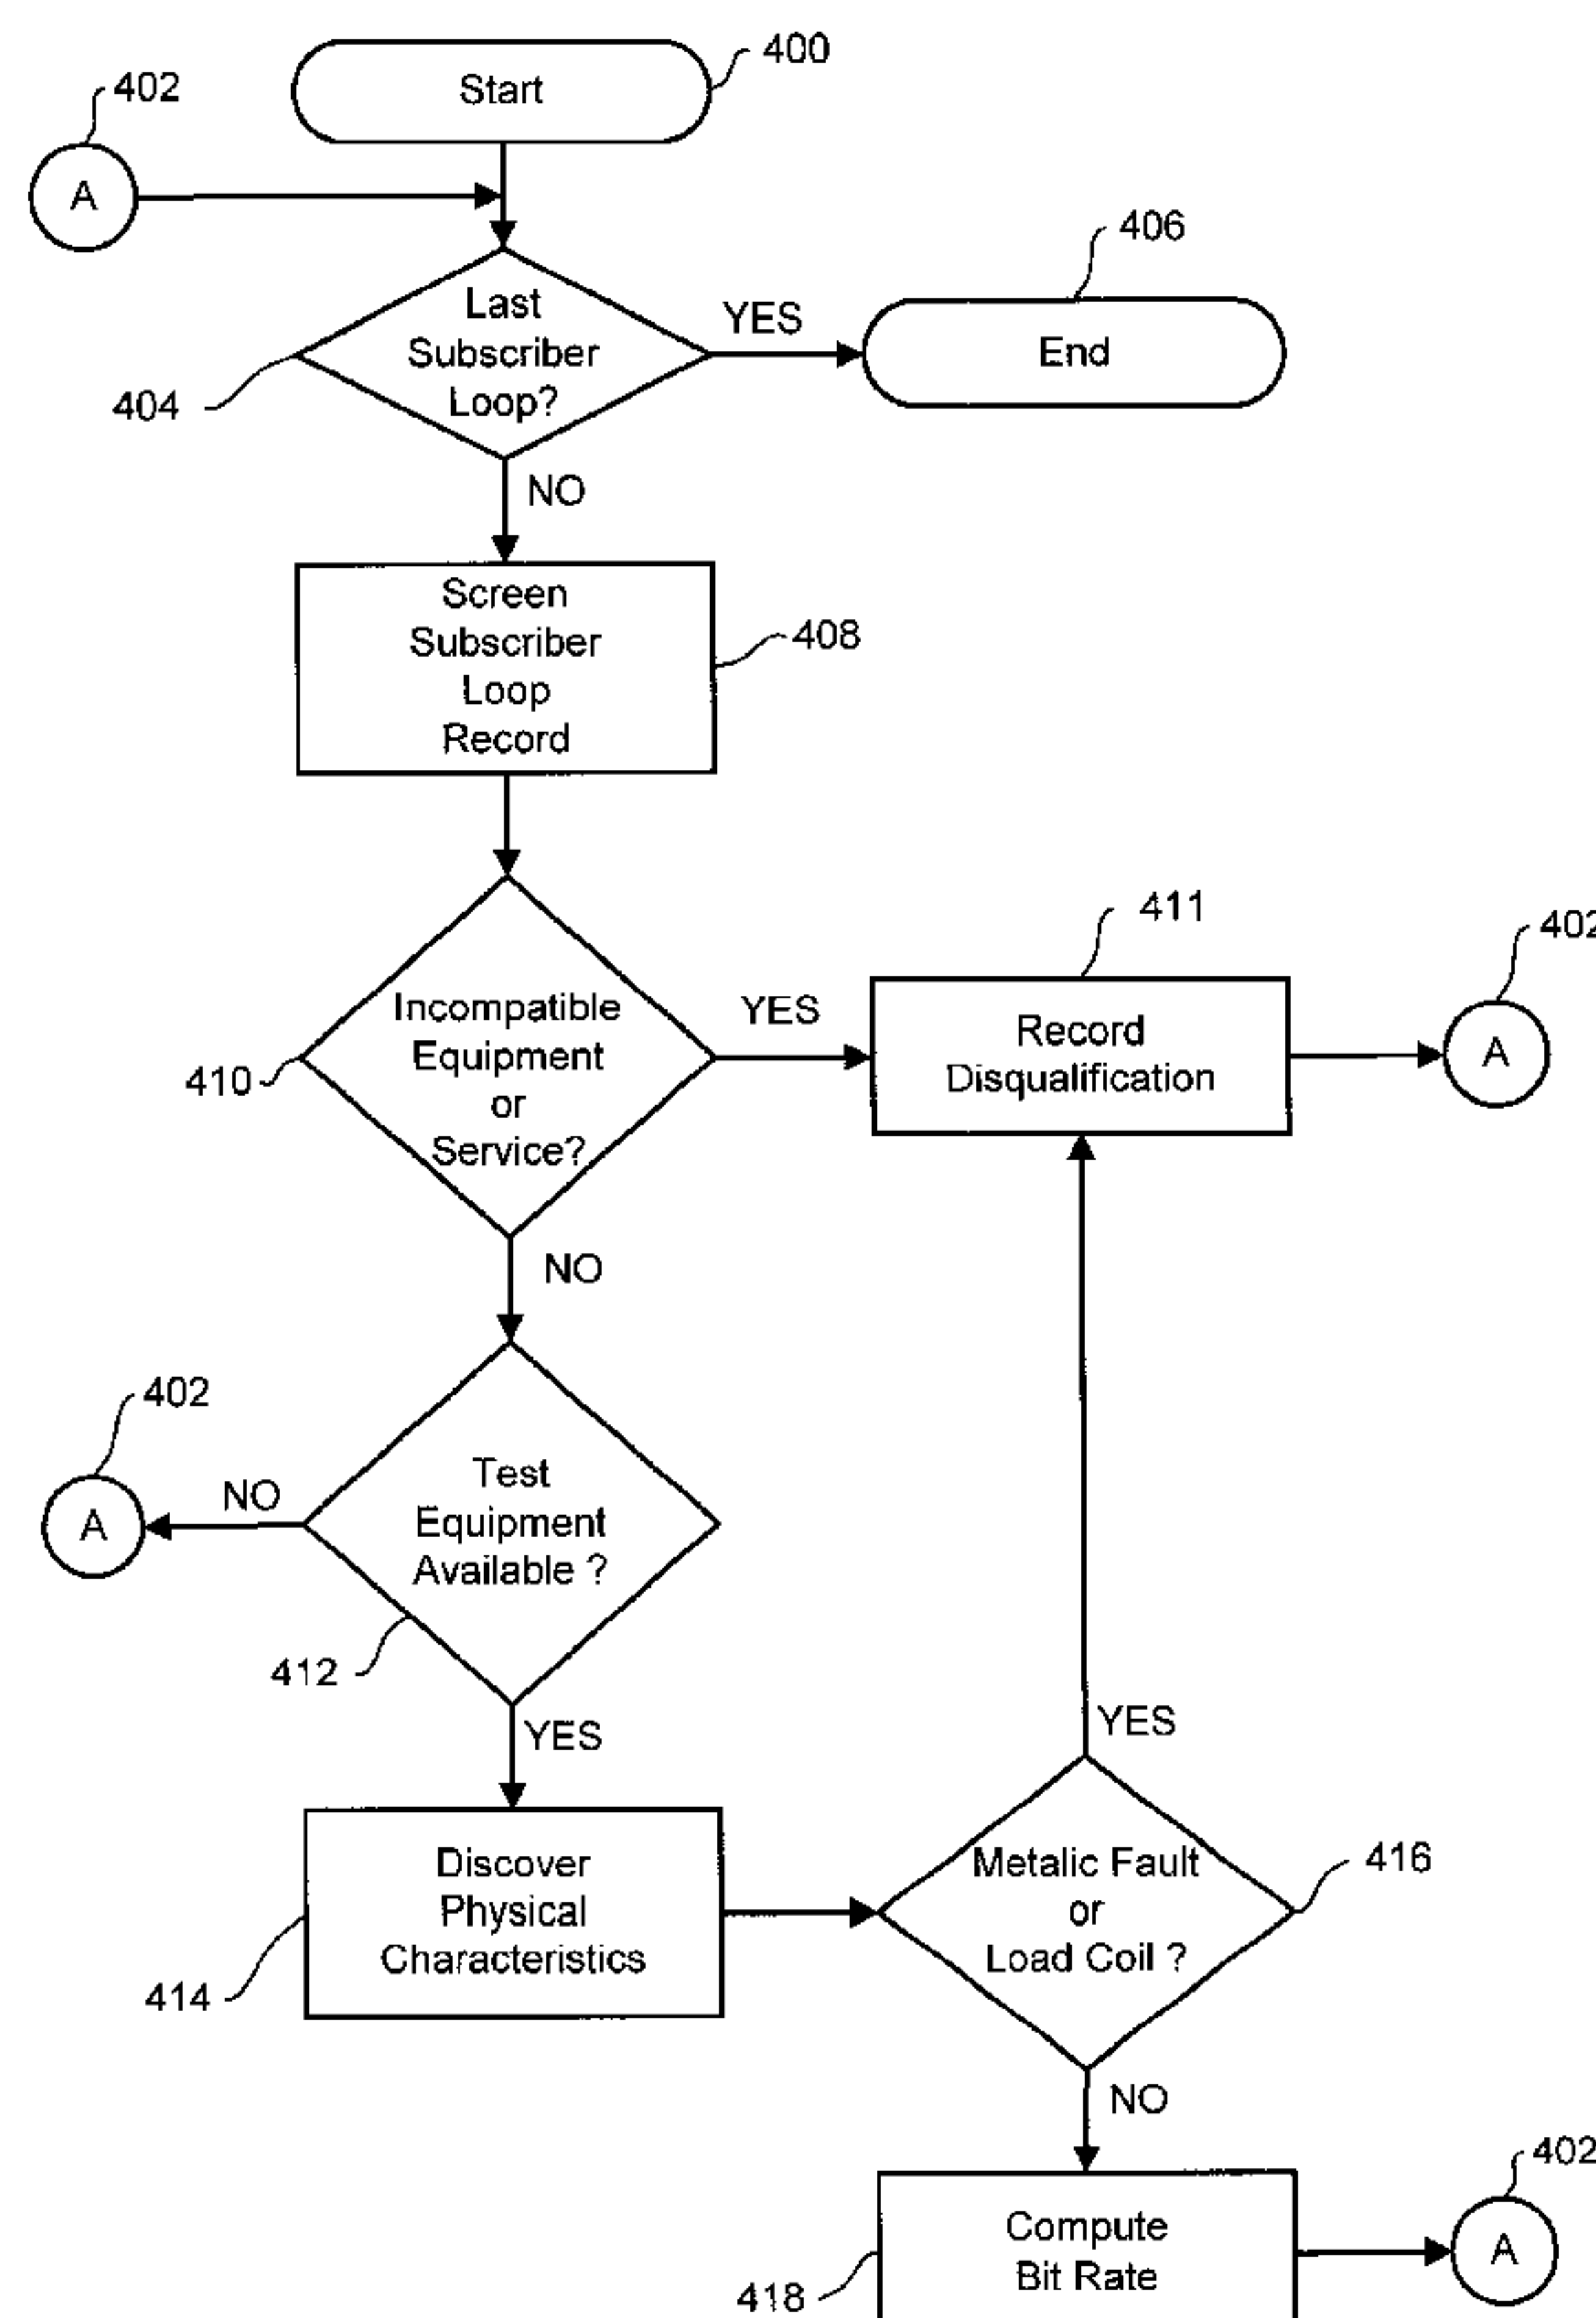 400
Start
402
A
406
Last
Subscriber
Loop?
YES
End
404
NO
Screen
Subscriber
Loop
Record
408
411
402
Incompatible
Equipment
or
Service?
YES
Record
Disqualification
A
410
NO
402
Test
Equipment
Available ?
NO
A
412
YES
YES
Discover
Physical
Characteristics
Metalic Fault
or
Load Coil ?
416
414
NO
402
Compute
Bit Rate
A
418